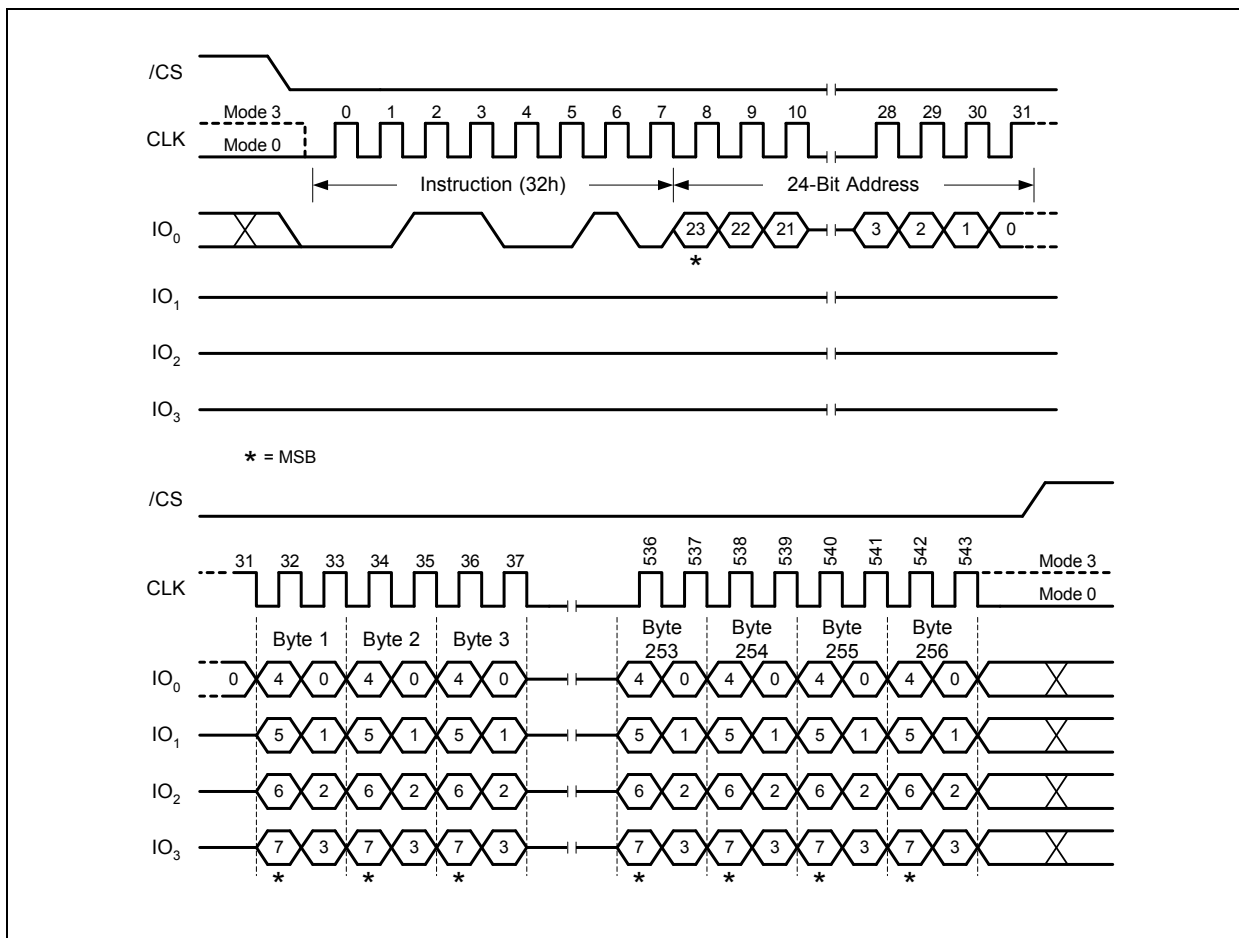 /CS
Mode 3 0 1 2 3 4 5 6 7 8 9 10 28 29 30 31
CLK
Mode 0
Instruction (32h) 24-Bit Address
IO0 23 22 21 3 2 1 0
*
IO1
IO2
IO3
* = MSB
/CS
31 32 33 34 35 36 37 536 537 538 539 540 541 542 543 Mode 3
CLK
Mode 0
Byte 1 Byte 2 Byte 3 Byte 253 Byte 254 Byte 255 Byte 256
IO0 0 4 0 4 0 4 0 4 0 4 0 4 0 4 0
IO1 5 1 5 1 5 1 5 1 5 1 5 1 5 1
IO2 6 2 6 2 6 2 6 2 6 2 6 2 6 2
IO3 7 3 7 3 7 3 7 3 7 3 7 3 7 3
* * * * * * *